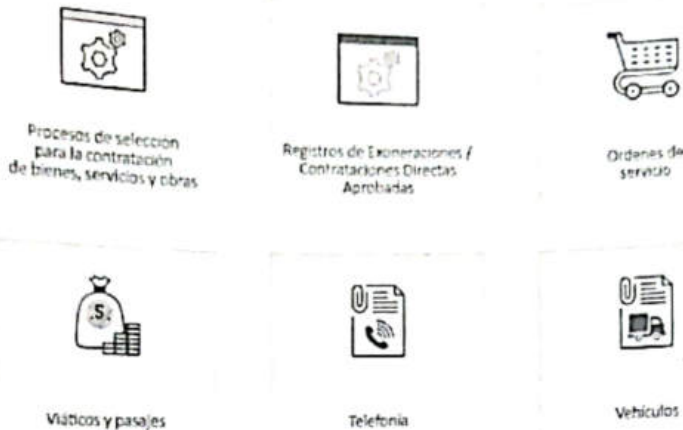 Procesos de selección
para la contratación
de bienes, servicios y obras
Registros de Exoneraciones /
Contrataciones Directas
Aprobadas
Ordenes de
servicio
.S.
Viáticos y pasajes
Telefonía
Vehículos